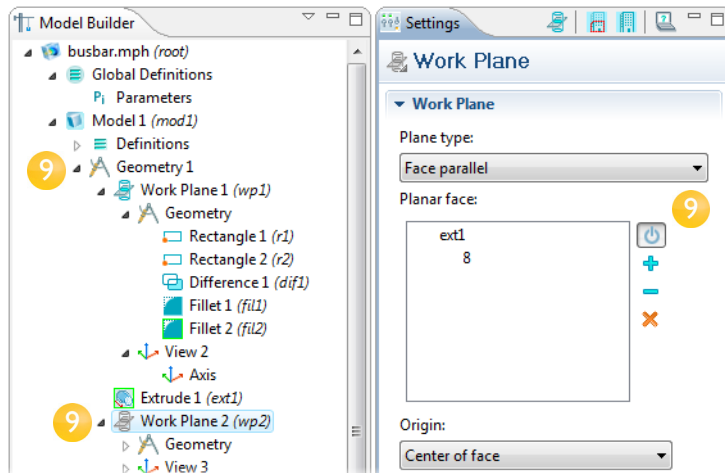 Model Builder
busbar.mph (root)
Global Definitions
Pi Parameters
Model 1 (mod1)
Definitions
9
Geometry 1
Work Plane 1 (wp1)
Geometry
Rectangle 1 (r1)
Rectangle 2 (r2)
Difference 1 (dif1)
Fillet 1 (fil1)
Fillet 2 (fil2)
View 2
Axis
Extrude 1 (ext1)
9
Work Plane 2 (wp2)
Geometry
View 3
Settings
Work Plane
Work Plane
Plane type:
Face parallel
Planar face:
9
ext1
8
Origin:
Center of face